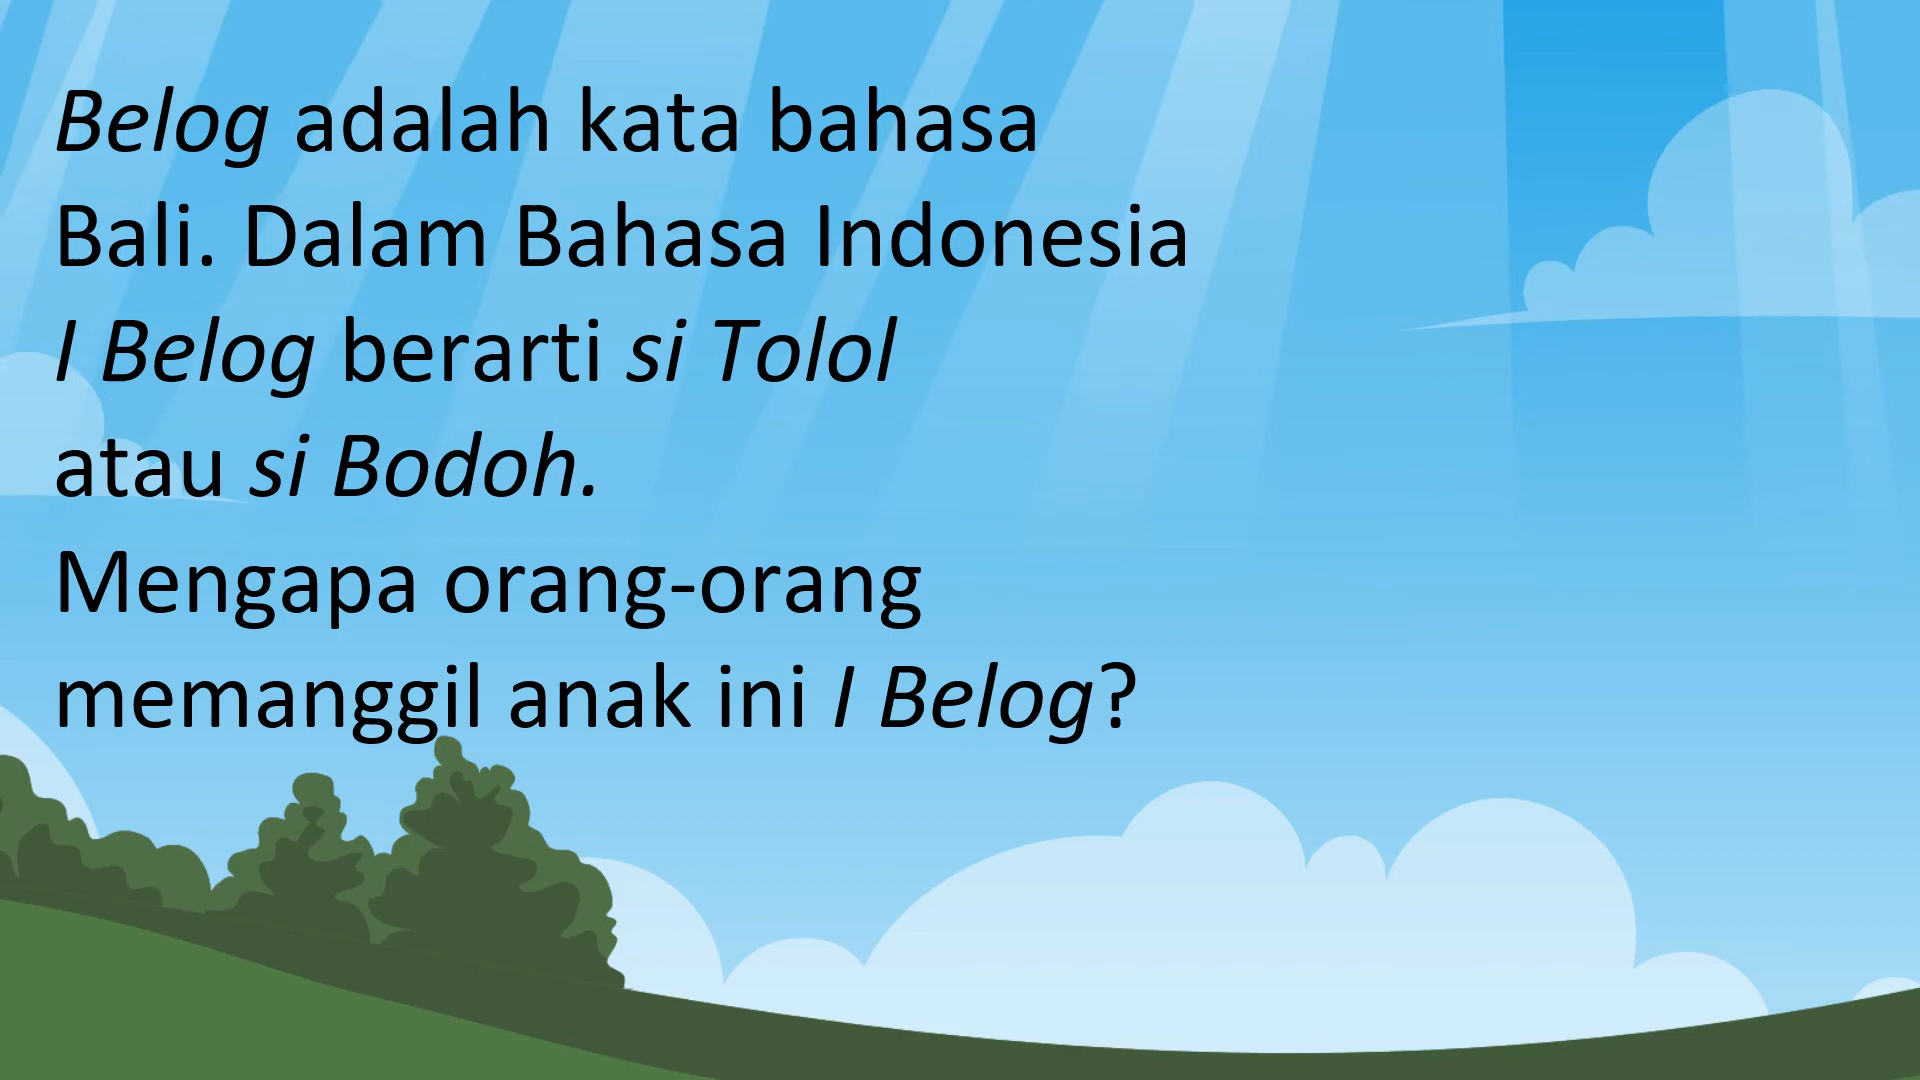 Belog adalah kata bahasa
Bali. Dalam Bahasa Indonesia
I Belog berarti si Tolol
atau si Bodoh.
Mengapa orang-orang
memanggil anak ini I Belog?